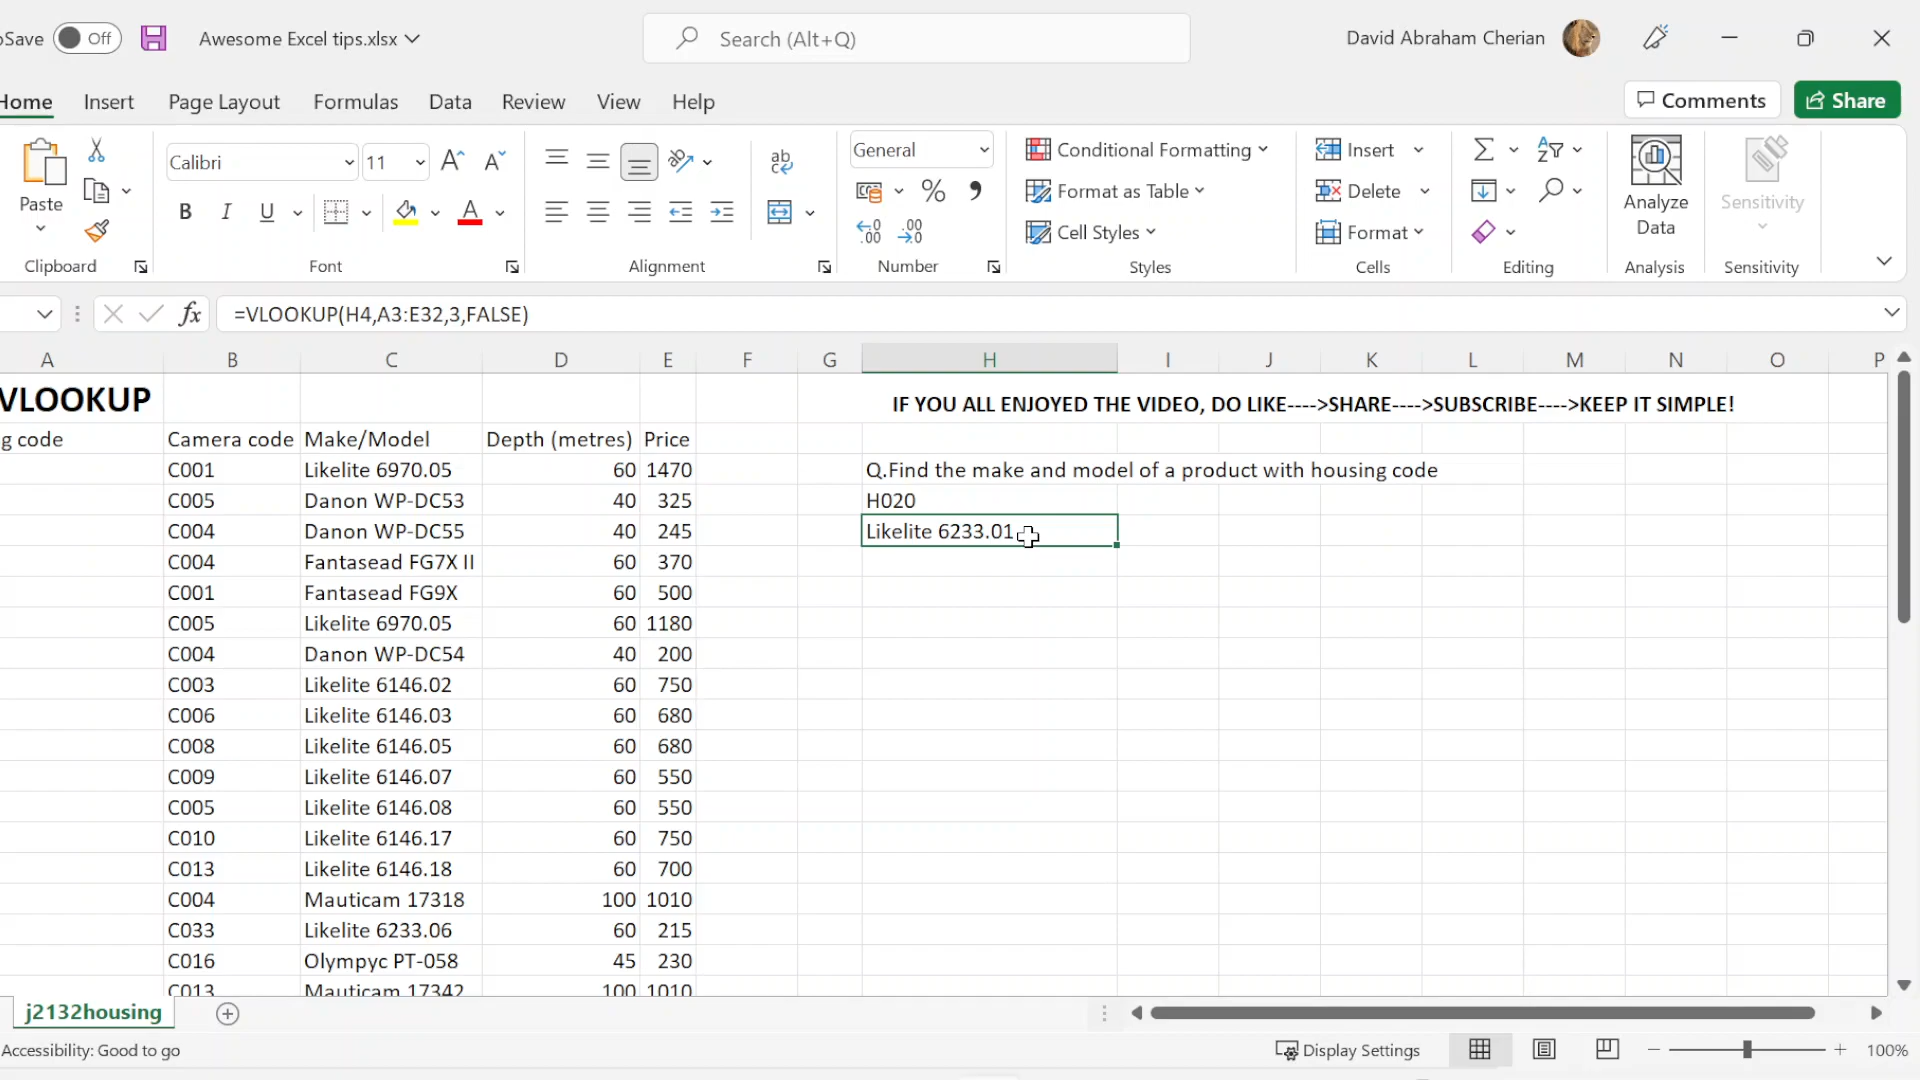 oSave Off Awesome Excel tips.xlsx Search (Alt+Q) David Abraham Cherian
Home Insert Page Layout Formulas Data Review View Help Comments Share
Paste Calibri 11 General Conditional Formatting Insert
Format as Table Delete
B I U Cell Styles Format Analyze Data Sensitivity
Clipboard Font Alignment Number Styles Cells Editing Analysis Sensitivity
fx =VLOOKUP(H4,A3:E32,3,FALSE)
A B C D E F G H I J K L M N O P
VLOOKUP IF YOU ALL ENJOYED THE VIDEO, DO LIKE---->SHARE---->SUBSCRIBE---->KEEP IT SIMPLE!
g code Camera code Make/Model Depth (metres) Price
C001 Likelite 6970.05 60 1470 Q.Find the make and model of a product with housing code
C005 Danon WP-DC53 40 325 H020
C004 Danon WP-DC55 40 245 Likelite 6233.01
C004 Fantasead FG7X II 60 370
C001 Fantasead FG9X 60 500
C005 Likelite 6970.05 60 1180
C004 Danon WP-DC54 40 200
C003 Likelite 6146.02 60 750
C006 Likelite 6146.03 60 680
C008 Likelite 6146.05 60 680
C009 Likelite 6146.07 60 550
C005 Likelite 6146.08 60 550
C010 Likelite 6146.17 60 750
C013 Likelite 6146.18 60 700
C004 Mauticam 17318 100 1010
C033 Likelite 6233.06 60 215
C016 Olympyc PT-058 45 230
C013 Mauticam 17342 100 1010
j2132housing
Accessibility: Good to go Display Settings 100%